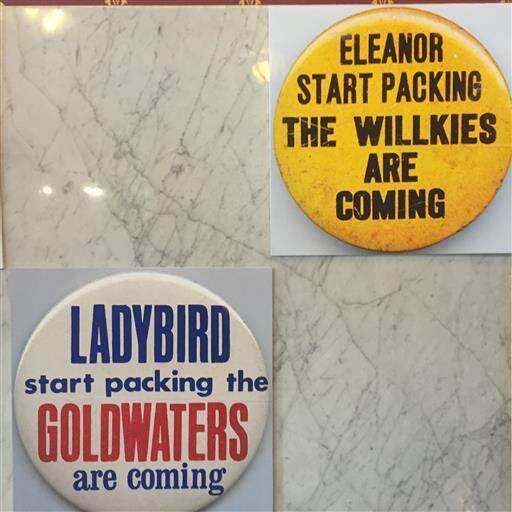 ELEANOR
START PACKING
THE WILLKIES
ARE
COMING
LADYBIRD
start packing the
GOLDWATERS
are coming